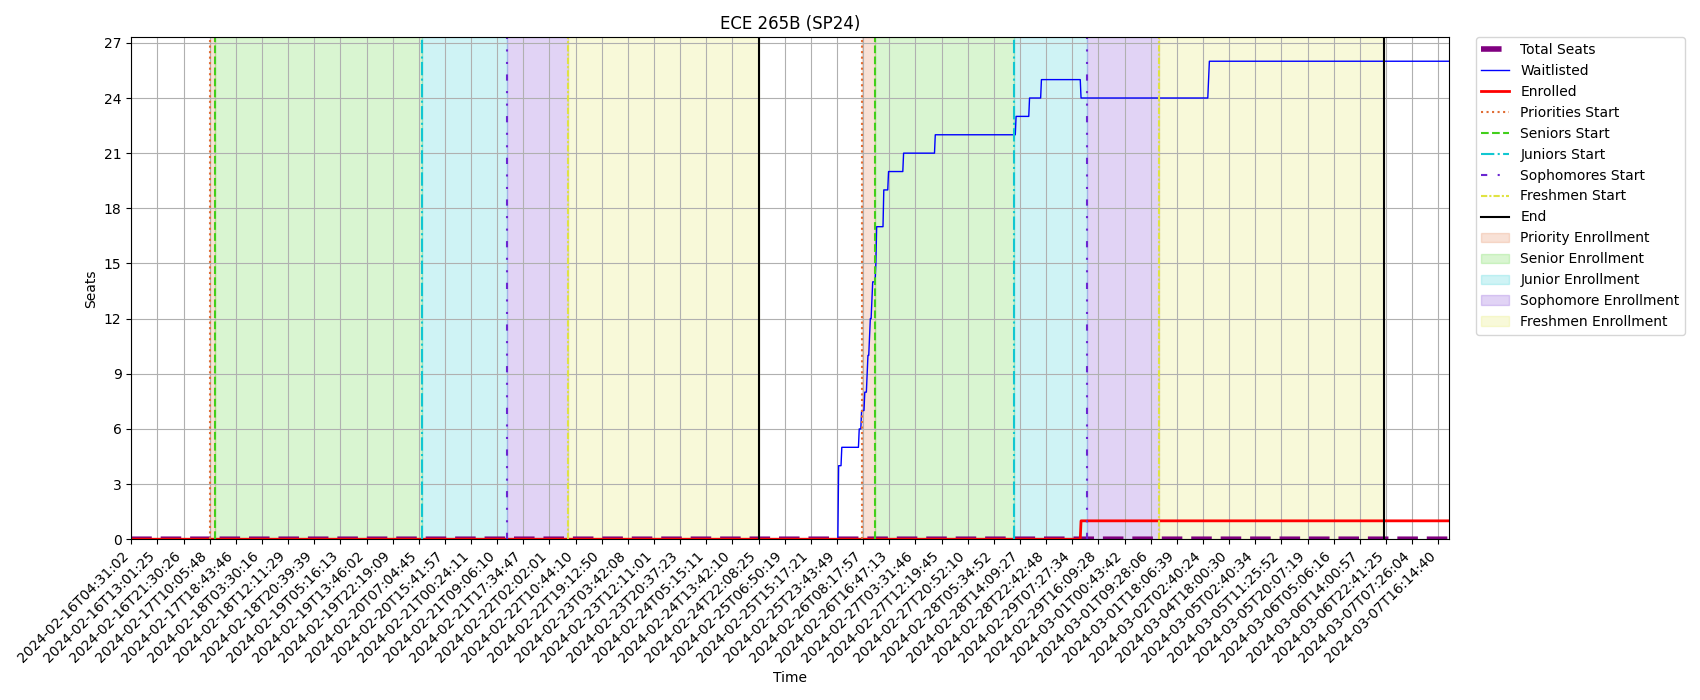 ECE 265B (SP24)
27
24
21
18
15
12
9
6
3
0
Seats
2024-02-16T04:31:02
2024-02-16T13:01:25
2024-02-16T21:30:26
2024-02-17T10:05:48
2024-02-17T18:43:46
2024-02-18T03:30:16
2024-02-18T12:11:29
2024-02-18T20:39:39
2024-02-19T05:16:13
2024-02-19T13:46:02
2024-02-19T22:19:09
2024-02-20T07:04:45
2024-02-20T15:41:57
2024-02-21T00:24:11
2024-02-21T09:06:10
2024-02-21T17:34:47
2024-02-22T02:02:01
2024-02-22T10:44:10
2024-02-22T19:12:50
2024-02-23T03:42:08
2024-02-23T12:11:01
2024-02-23T20:37:23
2024-02-24T05:15:11
2024-02-24T13:42:10
2024-02-24T22:08:25
2024-02-25T06:50:19
2024-02-25T15:17:21
2024-02-25T23:43:49
2024-02-26T08:17:57
2024-02-26T16:47:13
2024-02-27T03:31:46
2024-02-27T12:19:45
2024-02-27T20:52:10
2024-02-28T05:34:52
2024-02-28T14:09:27
2024-02-28T22:42:48
2024-02-29T07:27:34
2024-02-29T16:09:28
2024-03-01T00:43:42
2024-03-01T09:28:06
2024-03-01T18:06:39
2024-03-02T02:40:24
2024-03-04T18:00:30
2024-03-05T02:40:34
2024-03-05T11:25:52
2024-03-05T20:07:19
2024-03-06T05:06:16
2024-03-06T14:00:57
2024-03-06T22:41:25
2024-03-07T07:26:04
2024-03-07T16:14:40
Time
Total Seats
Waitlisted
Enrolled
Priorities Start
Seniors Start
Juniors Start
Sophomores Start
Freshmen Start
End
Priority Enrollment
Senior Enrollment
Junior Enrollment
Sophomore Enrollment
Freshmen Enrollment